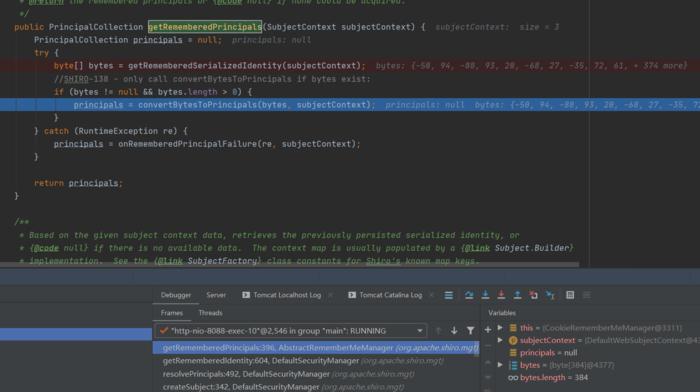 * @return the remembered principals or {@code null} if none could be acquired.
*/
public PrincipalCollection getRememberedPrincipals(SubjectContext subjectContext) { subjectContext: size = 3
PrincipalCollection principals = null; principals: null
try {
byte[] bytes = getRememberedSerializedIdentity(subjectContext); bytes: {-50, 94, -80, 93, 20, -68, 27, -35, 72, 61, + 374 more}
//SHIRO-138 - only call convertBytesToPrincipals if bytes exist:
if (bytes != null && bytes.length > 0) {
principals = convertBytesToPrincipals(bytes, subjectContext); principals: null bytes: {-50, 94, -80, 93, 20, -68, 27, -35, 72
}
} catch (RuntimeException re) {
principals = onRememberedPrincipalFailure(re, subjectContext);
}
return principals;
}
/**
* Based on the given subject context data, retrieves the previously persisted serialized identity, or
* {@code null} if there is no available data. The context map is usually populated by a {@link Subject.Builder}
* implementation. See the {@link SubjectFactory} class constants for Shiro's known map keys.
Debugger Server Tomcat Localhost Log Tomcat Catalina Log
Frames Variables
"http-nio-8088-exec-10"@2,546 in group "main": RUNNING
getRememberedPrincipals:396, AbstractRememberMeManager (org.apache.shiro.mgt)
getRememberedIdentity:604, DefaultSecurityManager (org.apache.shiro.mgt)
resolvePrincipals:492, DefaultSecurityManager (org.apache.shiro.mgt)
createSubject:342, DefaultSecurityManager (org.apache.shiro.mgt)
this = {CookieRememberMeManager@3311}
subjectContext = {DefaultWebSubjectContext@43
principals = null
bytes = {byte[384]@4377}
bytes.length = 384